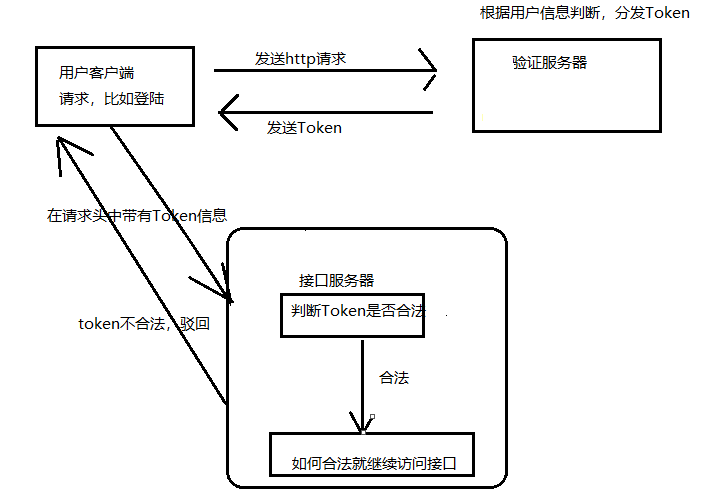 根据用户信息判断，分发Token
用户客户端
请求，比如登陆
发送http请求
验证服务器
发送Token
在请求头中带有Token信息
接口服务器
判断Token是否合法
token不合法，驳回
合法
如何合法就继续访问接口